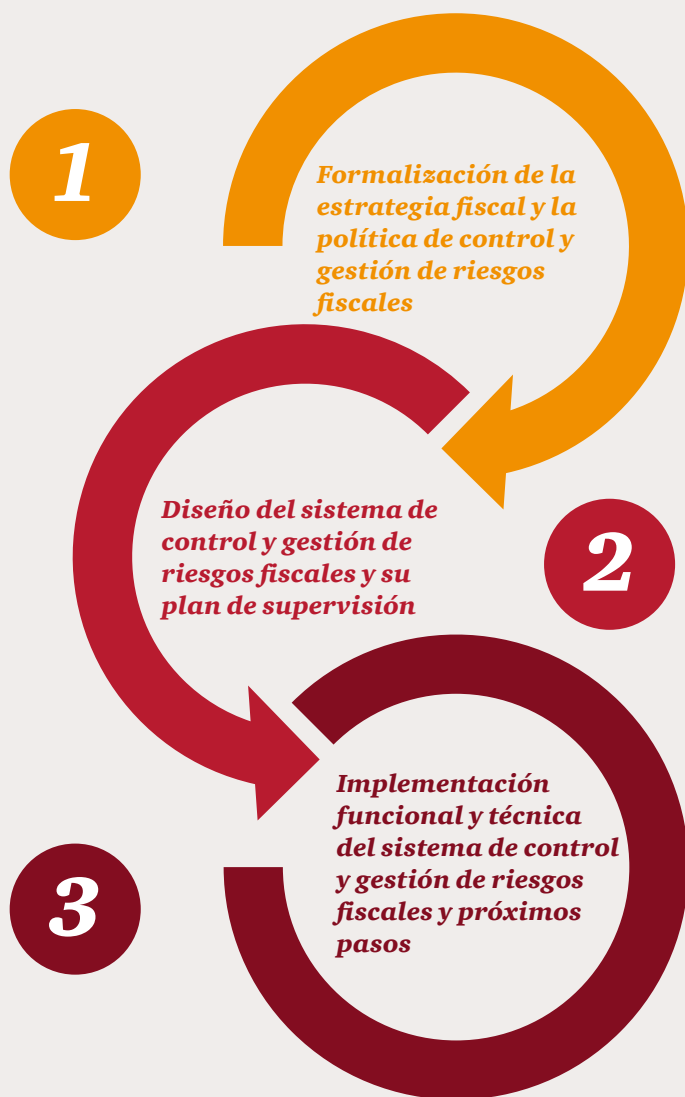 1
Formalización de la
estrategia fiscal y la
política de control y
gestión de riesgos
fiscales
Diseño del sistema de
control y gestión de
riesgos fiscales y su
plan de supervisión
2
3
Implementación
funcional y técnica
del sistema de control
y gestión de riesgos
fiscales y próximos
pasos